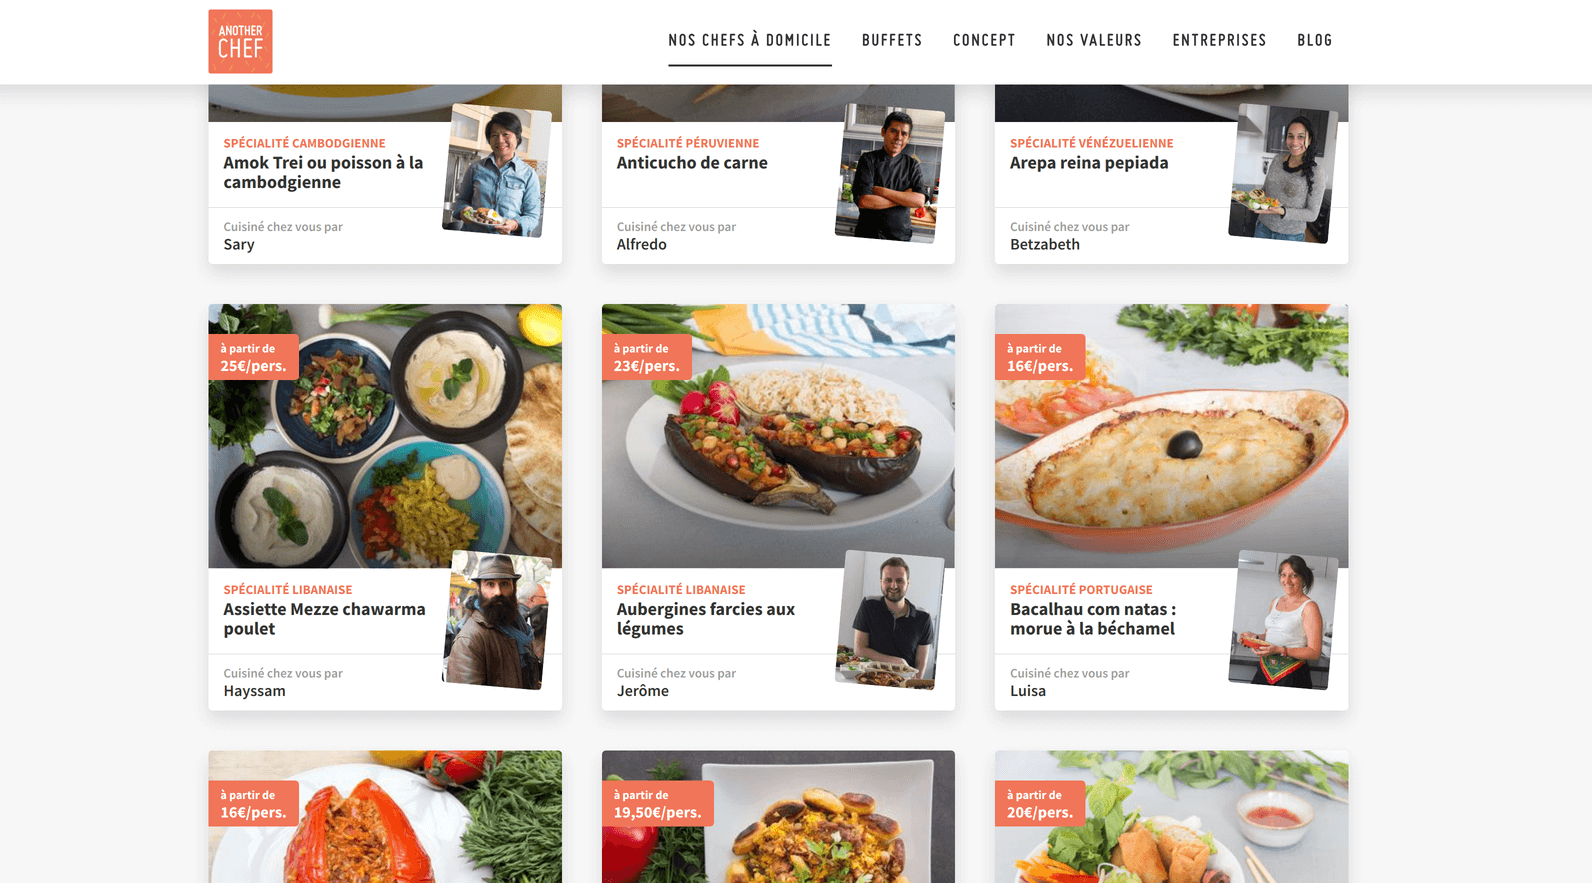 ANOTHER
CHEF
NOS CHEFS À DOMICILE
BUFFETS
CONCEPT
NOS VALEURS
ENTREPRISES
BLOG
SPÉCIALITÉ CAMBODGIENNE
Amok Trei ou poisson à la
cambodgienne
Cuisiné chez vous par
Sary
SPÉCIALITÉ PÉRUVIENNE
Anticucho de carne
Cuisiné chez vous par
Alfredo
SPÉCIALITÉ VÉNÉZUELIENNE
Arepa reina pepiada
Cuisiné chez vous par
Betzabeth
à partir de
25€/pers.
SPÉCIALITÉ LIBANAISE
Assiette Mezze chawarma
poulet
Cuisiné chez vous par
Hayssam
à partir de
23€/pers.
SPÉCIALITÉ LIBANAISE
Aubergines farcies aux
légumes
Cuisiné chez vous par
Jerôme
à partir de
16€/pers.
SPÉCIALITÉ PORTUGAISE
Bacalhau com natas :
morue à la béchamel
Cuisiné chez vous par
Luisa
à partir de
16€/pers.
à partir de
19,50€/pers.
à partir de
20€/pers.